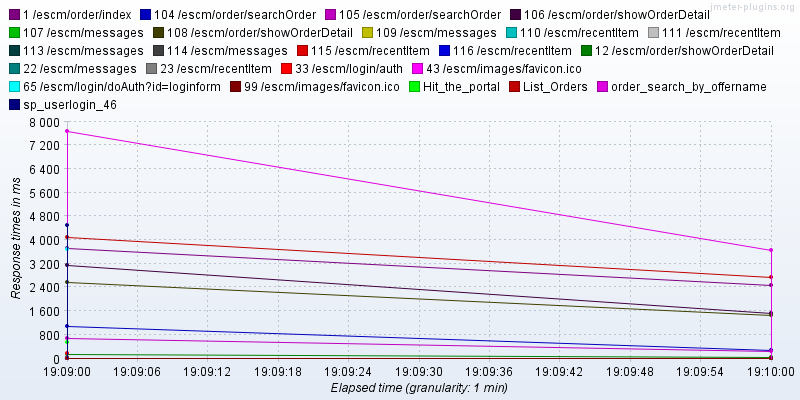 jmeter-plugins.org
1 /escm/order/index 104 /escm/order/searchOrder 105 /escm/order/searchOrder 106 /escm/order/showOrderDetail
107 /escm/messages 108 /escm/order/showOrderDetail 109 /escm/messages 110 /escm/recentItem 111 /escm/recentItem
113 /escm/messages 114 /escm/messages 115 /escm/recentItem 116 /escm/recentItem 12 /escm/order/showOrderDetail
22 /escm/messages 23 /escm/recentItem 33 /escm/login/auth 43 /escm/images/favicon.ico
65 /escm/login/doAuth?id=loginform 99 /escm/images/favicon.ico Hit_the_portal List_Orders order_search_by_offername
sp_userlogin_46
8 000
7 200
6 400
5 600
4 800
4 000
3 200
2 400
1 600
800
0
Response times in ms
19:09:00 19:09:06 19:09:12 19:09:18 19:09:24 19:09:30 19:09:36 19:09:42 19:09:48 19:09:54 19:10:00
Elapsed time (granularity: 1 min)